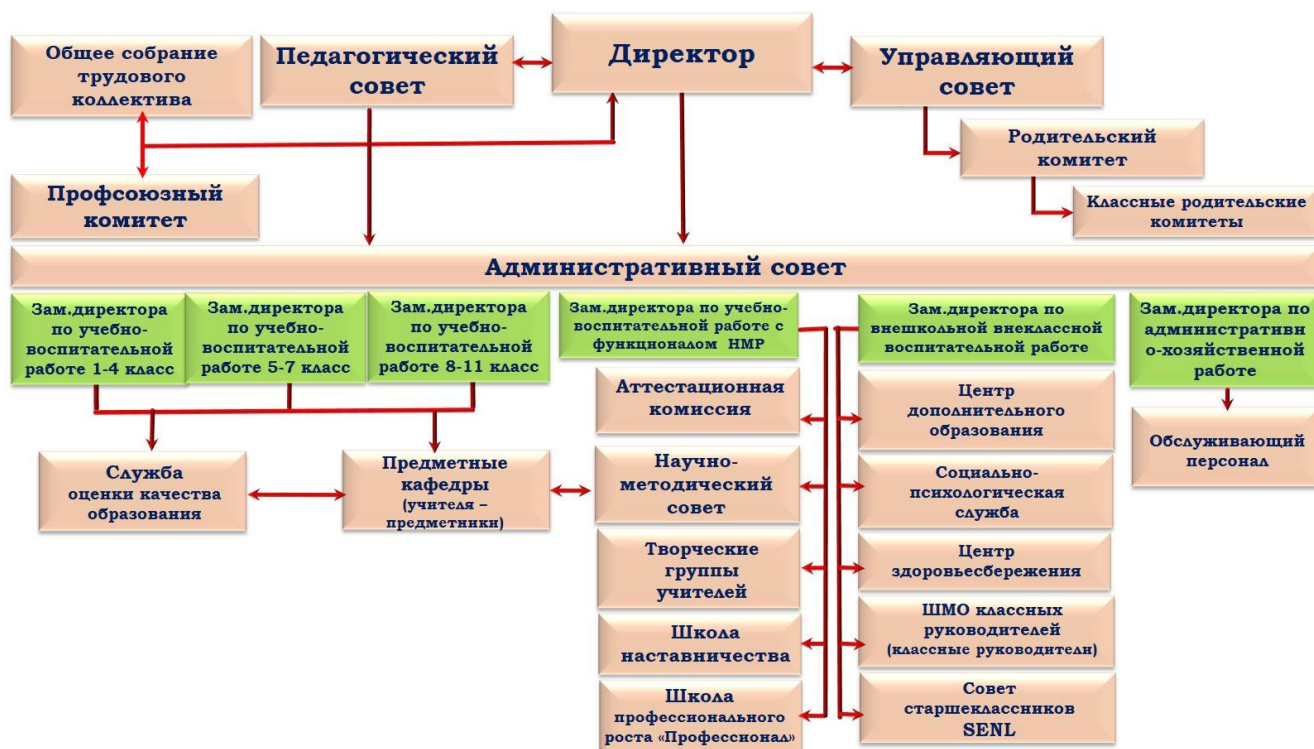 Общее собрание
трудового
коллектива
Педагогический
совет
Директор
Управляющий
совет
Родительский
комитет
Профсоюзный
комитет
Классные родительские
комитеты
Административный совет
Зам.директора
по учебно-
воспитательной
работе 1-4 класс
Зам.директора
по учебно-
воспитательной
работе 5-7 класс
Зам.директора
по учебно-
воспитательной
работе 8-11 класс
Зам.директора по учебно-
воспитательной работе с
функционалом НМР
Зам.директора по
внешкольной внеклассной
воспитательной работе
Зам.директора по
административн
о-хозяйственной
работе
Служба
оценки качества
образования
Предметные
кафедры
(учителя –
предметники)
Аттестационная
комиссия
Научно-
методический
совет
Творческие
группы
учителей
Школа
наставничества
Школа
профессионального
роста «Профессионал»
Центр
дополнительного
образования
Социально-
психологическая
служба
Центр
здоровьесбережения
ШМО классных
руководителей
(классные руководители)
Совет
старшеклассников
SENL
Обслуживающий
персонал